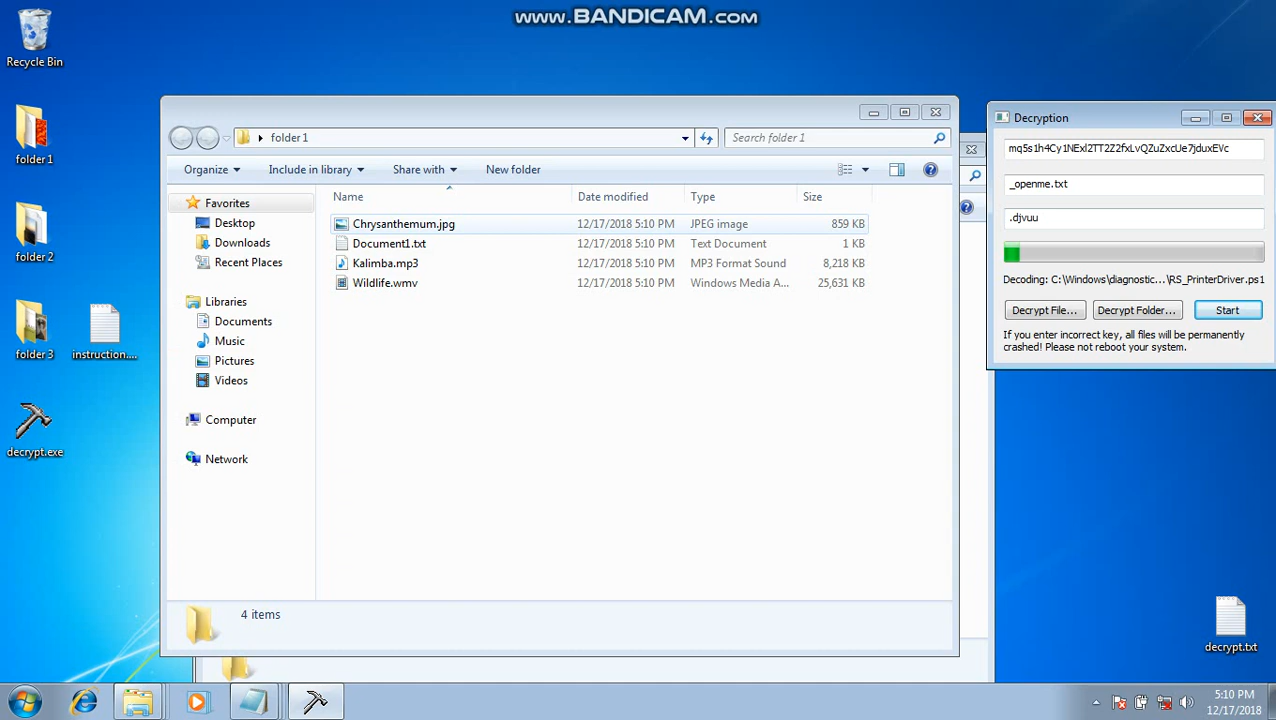 www.BANDICAM.com
Recycle Bin
folder 1
folder 2
folder 3
instruction....
decrypt.exe
folder 1
Search folder 1
Organize
Include in library
Share with
New folder
Favorites
Desktop
Downloads
Recent Places
Libraries
Documents
Music
Pictures
Videos
Computer
Network
Name Date modified Type Size
Chrysanthemum.jpg 12/17/2018 5:10 PM JPEG image 859 KB
Document1.txt 12/17/2018 5:10 PM Text Document 1 KB
Kalimba.mp3 12/17/2018 5:10 PM MP3 Format Sound 8,218 KB
Wildlife.wmv 12/17/2018 5:10 PM Windows Media A... 25,631 KB
4 items
Decryption
mq5s1h4Cy1NExl2TT2Z2fxLvQZuZxcUe7jduxEVc
_openme.txt
.djvuu
Decoding: C:\Windows\diagnostic...\RS_PrinterDriver.ps1
Decrypt File...
Decrypt Folder...
Start
If you enter incorrect key, all files will be permanently
crashed! Please not reboot your system.
decrypt.txt
5:10 PM
12/17/2018